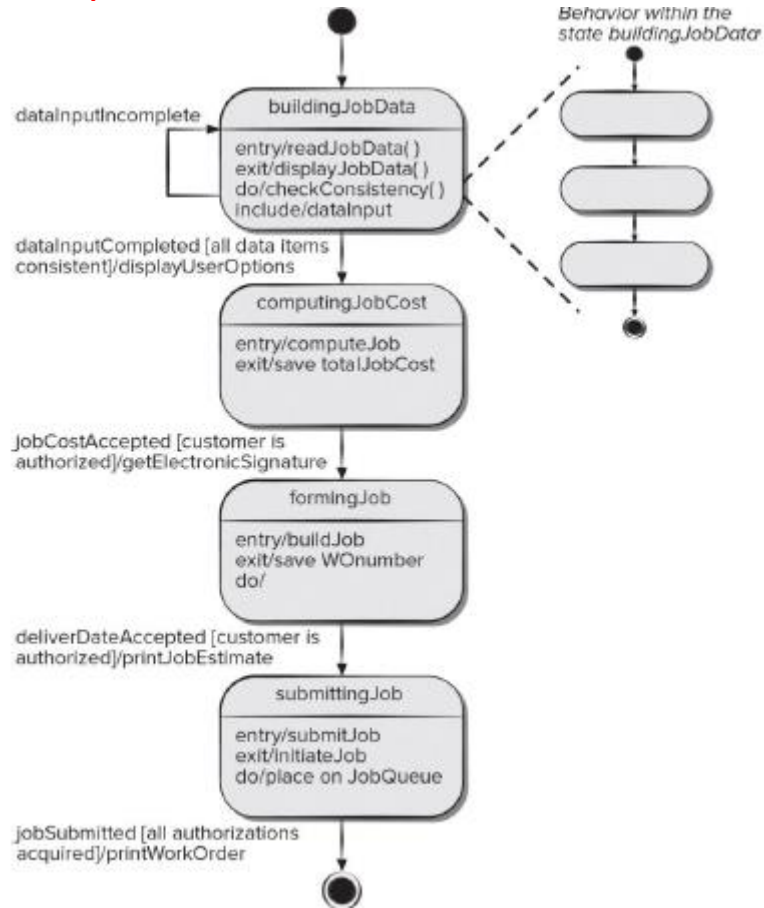 Behavior within the
state buildingJobData
buildingJobData
dataInputIncomplete
entry/readJobData( )
exit/displayJobData( )
do/checkConsistency( )
include/dataInput
dataInputCompleted [all data items
consistent]/displayUserOptions
computingJobCost
entry/computeJob
exit/save totalJobCost
jobCostAccepted [customer is
authorized]/getElectronicSignature
formingJob
entry/buildJob
exit/save WOnumber
do/
deliverDateAccepted [customer is
authorized]/printJobEstimate
submittingJob
entry/submitJob
exit/initiateJob
do/place on JobQueue
jobSubmitted [all authorizations
acquired]/printWorkOrder